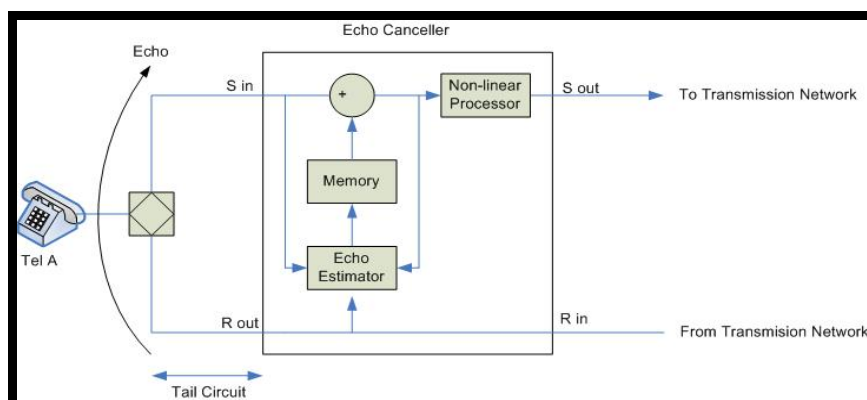 Echo Canceller
Echo
S in
+
Non-linear
Processor
S out
To Transmission Network
Memory
Tel A
Echo
Estimator
R out
R in
From Transmision Network
Tail Circuit